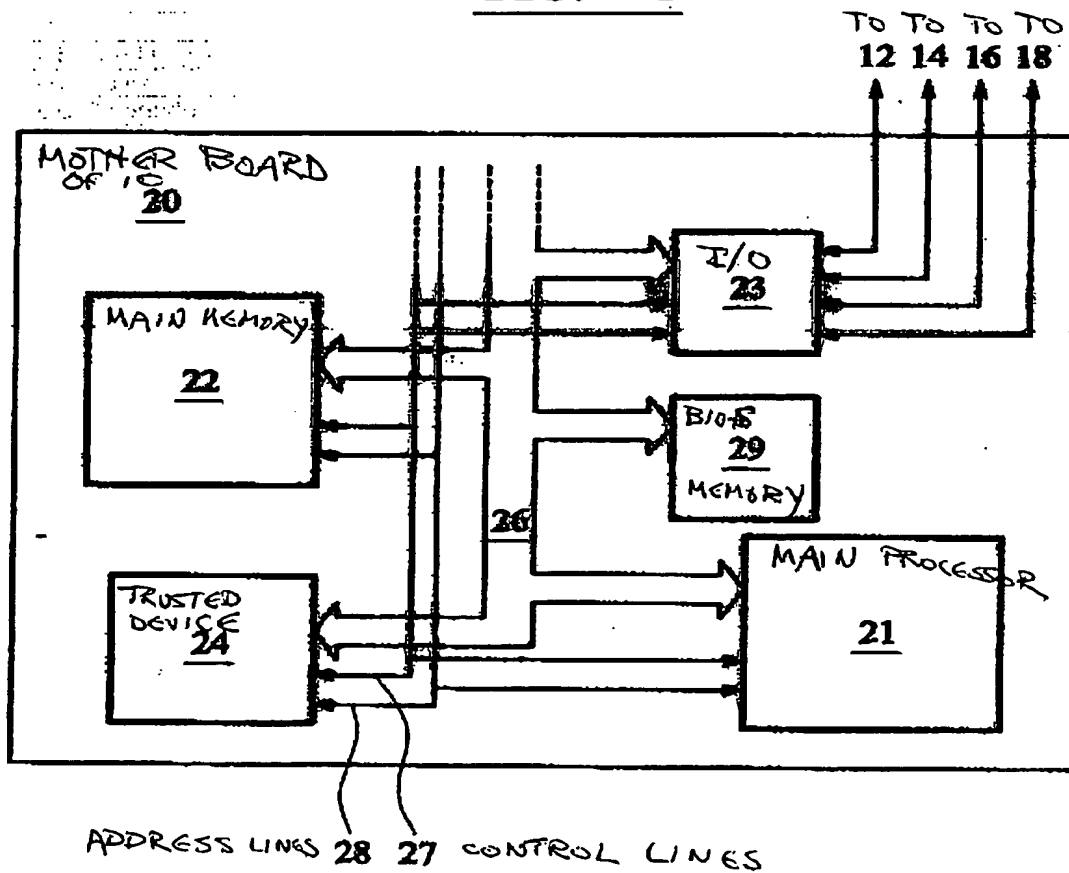 TO TO TO TO
12 14 16 18
MOTHER BOARD
OF 10
20
I/O
23
MAIN MEMORY
22
BIOS
29
MEMORY
26
MAIN PROCESSOR
21
TRUSTED
DEVICE
24
ADDRESS LINES 28 27 CONTROL LINES